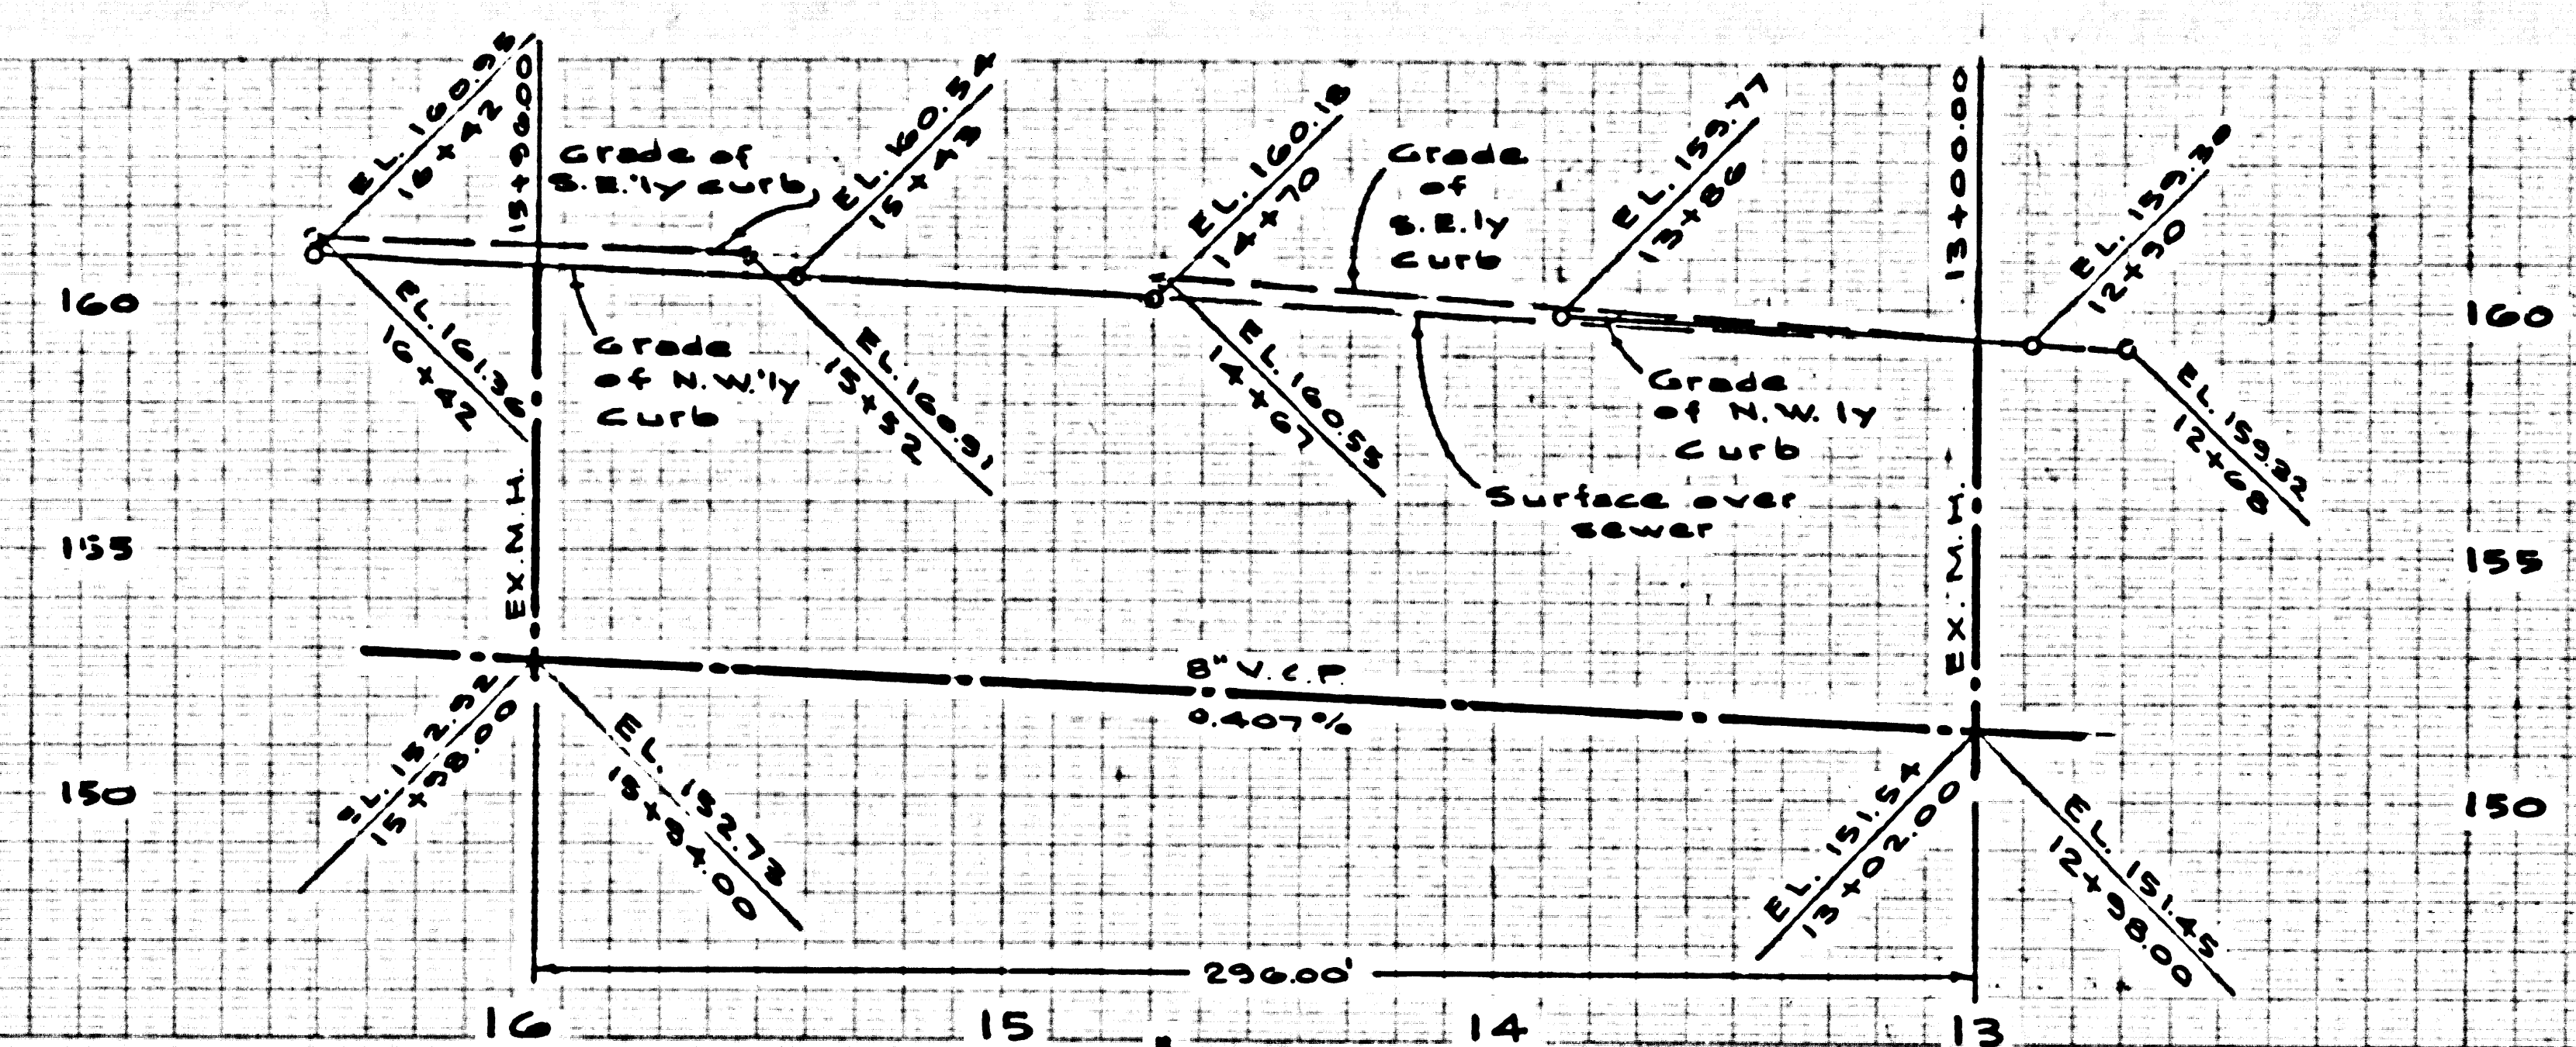 EL. 160.95
16+42
15+96.00
Grade of
S.E.'ly curb
EL. 160.54
15+43
EL. 160.18
14+70
Grade
of
S.E.ly
curb
EL. 159.77
13+86
13+00.00
EL. 159.30
12+90
160
EL. 161.36
16+42
Grade
of N.W.'ly
curb
EL. 160.91
15+52
EL. 160.55
14+67
Grade
of N.W.ly
curb
EL. 159.82
12+68
160
Surface over
sewer
155
EX. M.H.
EX. M.H.
155
8" V.C.P.
0.407%
150
EL. 152.92
15+98.00
EL. 152.73
15+94.00
EL. 151.54
13+02.00
EL. 151.45
12+98.00
150
296.00'
16
15
14
13